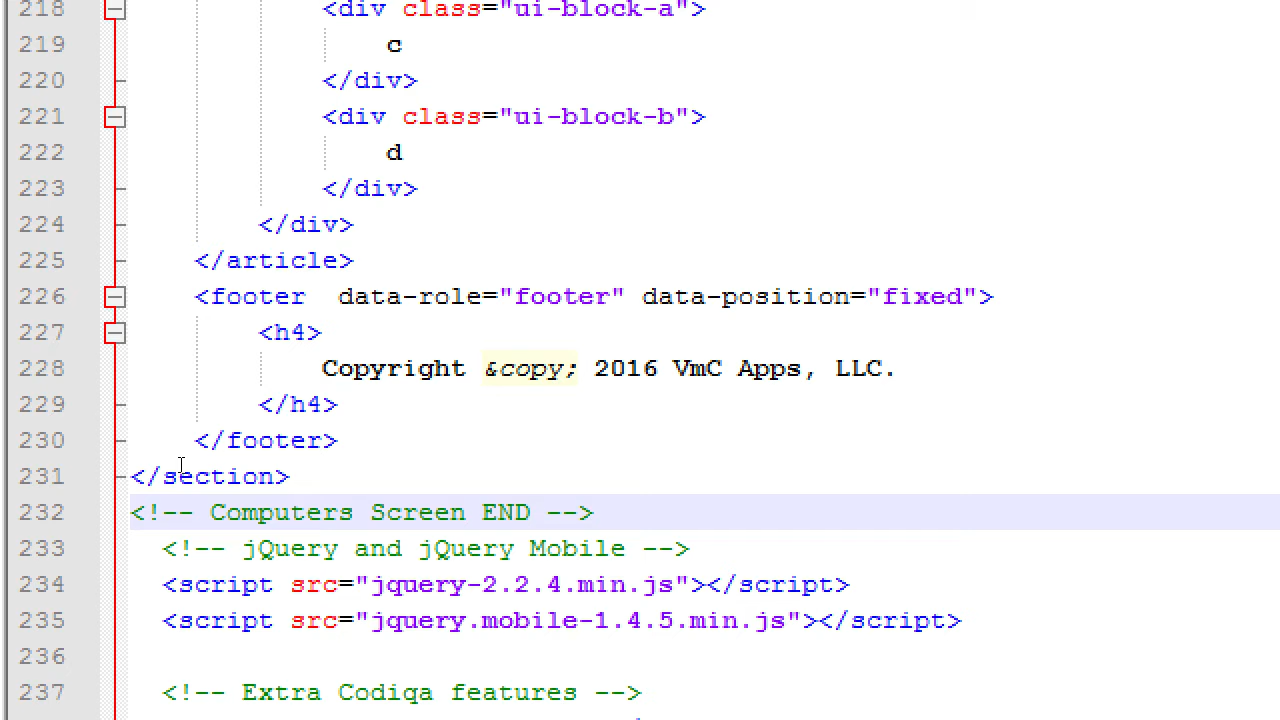 218 <div class="ui-block-a">
219 c
220 </div>
221 <div class="ui-block-b">
222 d
223 </div>
224 </div>
225 </article>
226 <footer  data-role="footer" data-position="fixed">
227 <h4>
228 Copyright &copy; 2016 VmC Apps, LLC.
229 </h4>
230 </footer>
231 </section>
232 <!-- Computers Screen END -->
233 <!-- jQuery and jQuery Mobile -->
234 <script src="jquery-2.2.4.min.js"></script>
235 <script src="jquery.mobile-1.4.5.min.js"></script>
236
237 <!-- Extra Codiqa features -->